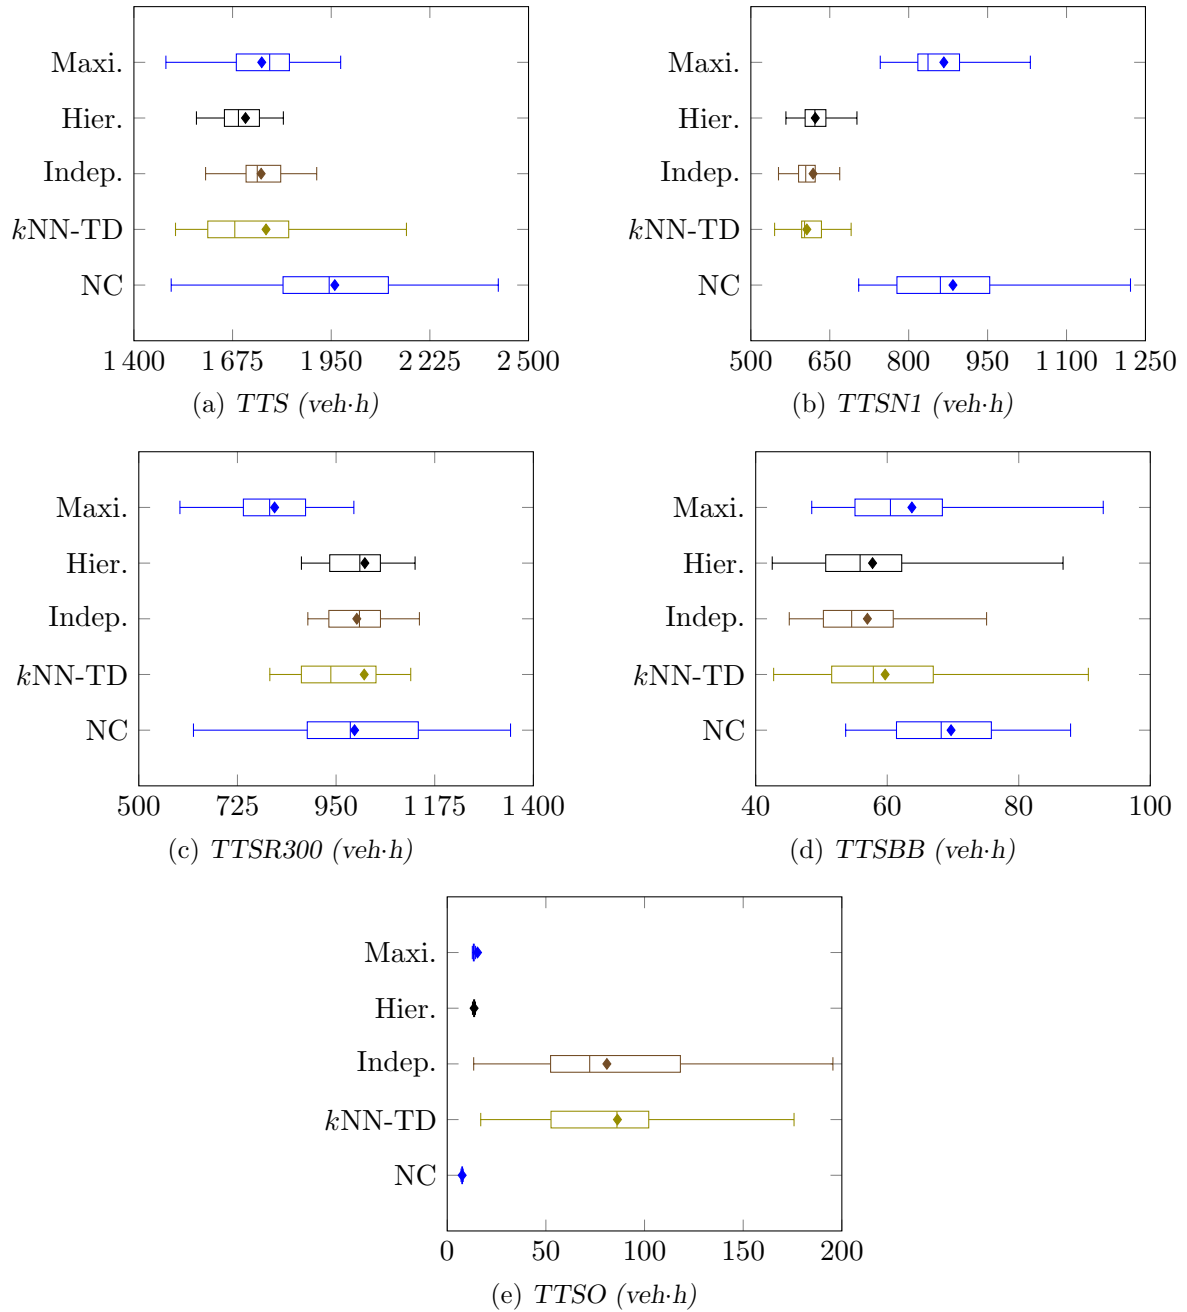 Maxi.
Hier.
Indep.
kNN-TD
NC
1 400 1 675 1 950 2 225 2 500
(a) TTS (veh·h)
Maxi.
Hier.
Indep.
kNN-TD
NC
500 650 800 950 1 100 1 250
(b) TTSN1 (veh·h)
Maxi.
Hier.
Indep.
kNN-TD
NC
500 725 950 1 175 1 400
(c) TTSR300 (veh·h)
Maxi.
Hier.
Indep.
kNN-TD
NC
40 60 80 100
(d) TTSBB (veh·h)
Maxi.
Hier.
Indep.
kNN-TD
NC
0 50 100 150 200
(e) TTSO (veh·h)